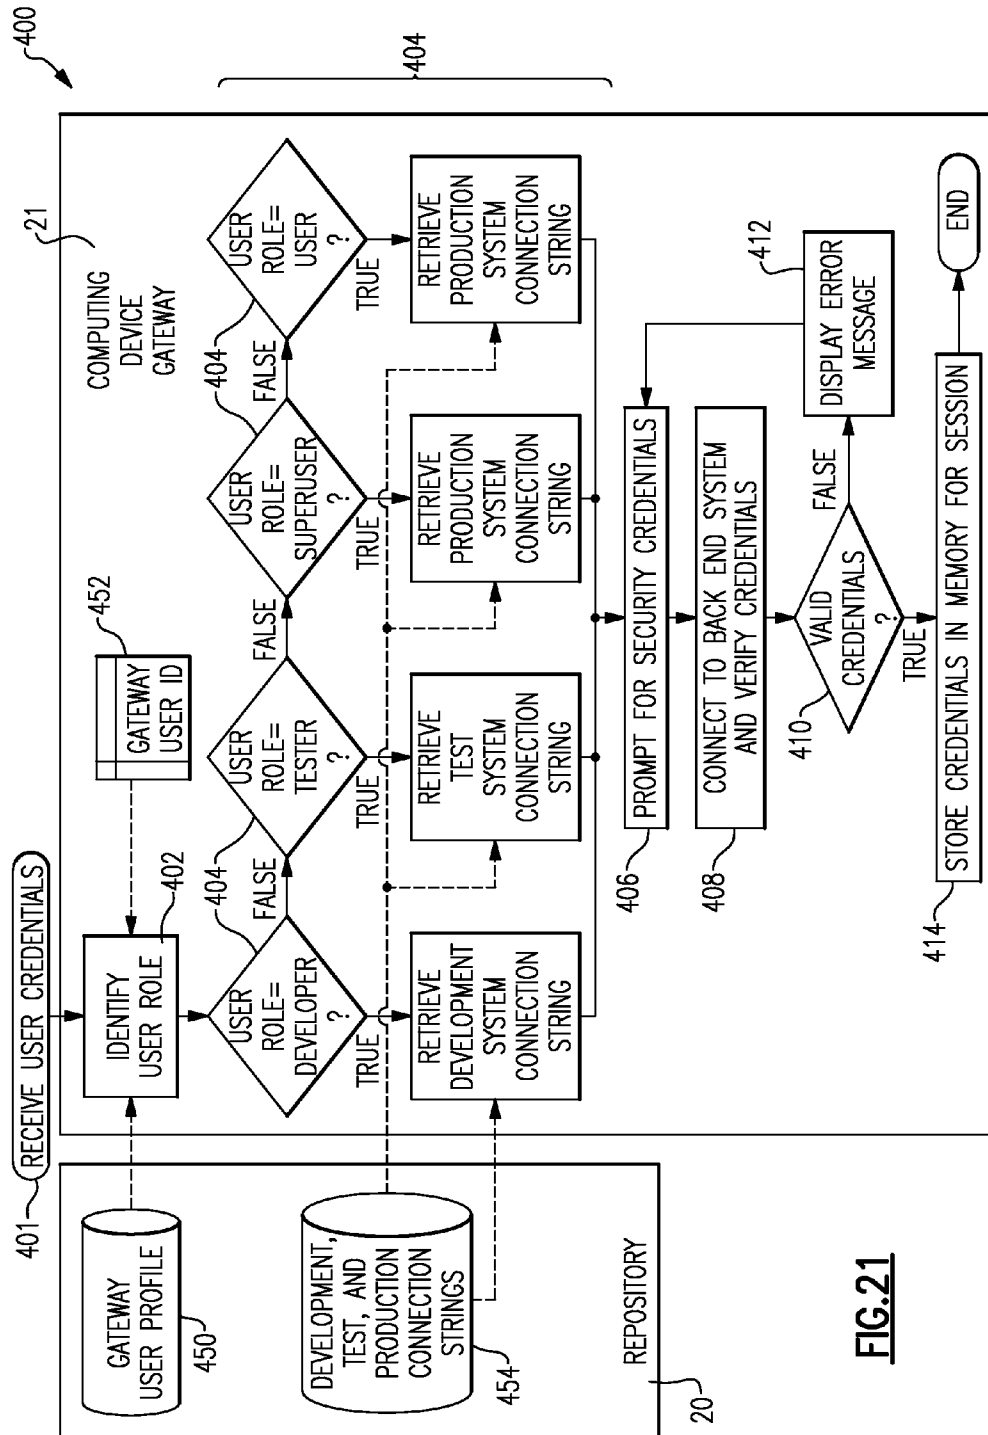 400
401
RECEIVE USER CREDENTIALS
21
COMPUTING
DEVICE
GATEWAY
GATEWAY
USER PROFILE
450
IDENTIFY
USER ROLE
402
GATEWAY
USER ID
452
404
USER
ROLE=
DEVELOPER
?
404
FALSE
TRUE
USER
ROLE=
TESTER
?
404
FALSE
TRUE
USER
ROLE=
SUPERUSER
?
404
FALSE
TRUE
USER
ROLE=
USER
?
404
TRUE
DEVELOPMENT,
TEST, AND
PRODUCTION
CONNECTION
STRINGS
454
RETRIEVE
DEVELOPMENT
SYSTEM
CONNECTION
STRING
RETRIEVE
TEST
SYSTEM
CONNECTION
STRING
RETRIEVE
PRODUCTION
SYSTEM
CONNECTION
STRING
RETRIEVE
PRODUCTION
SYSTEM
CONNECTION
STRING
REPOSITORY
20
406
PROMPT FOR SECURITY CREDENTIALS
408
CONNECT TO BACK END SYSTEM
AND VERIFY CREDENTIALS
410
VALID
CREDENTIALS
?
FALSE
TRUE
DISPLAY ERROR
MESSAGE
412
414
STORE CREDENTIALS IN MEMORY FOR SESSION
END
FIG.21